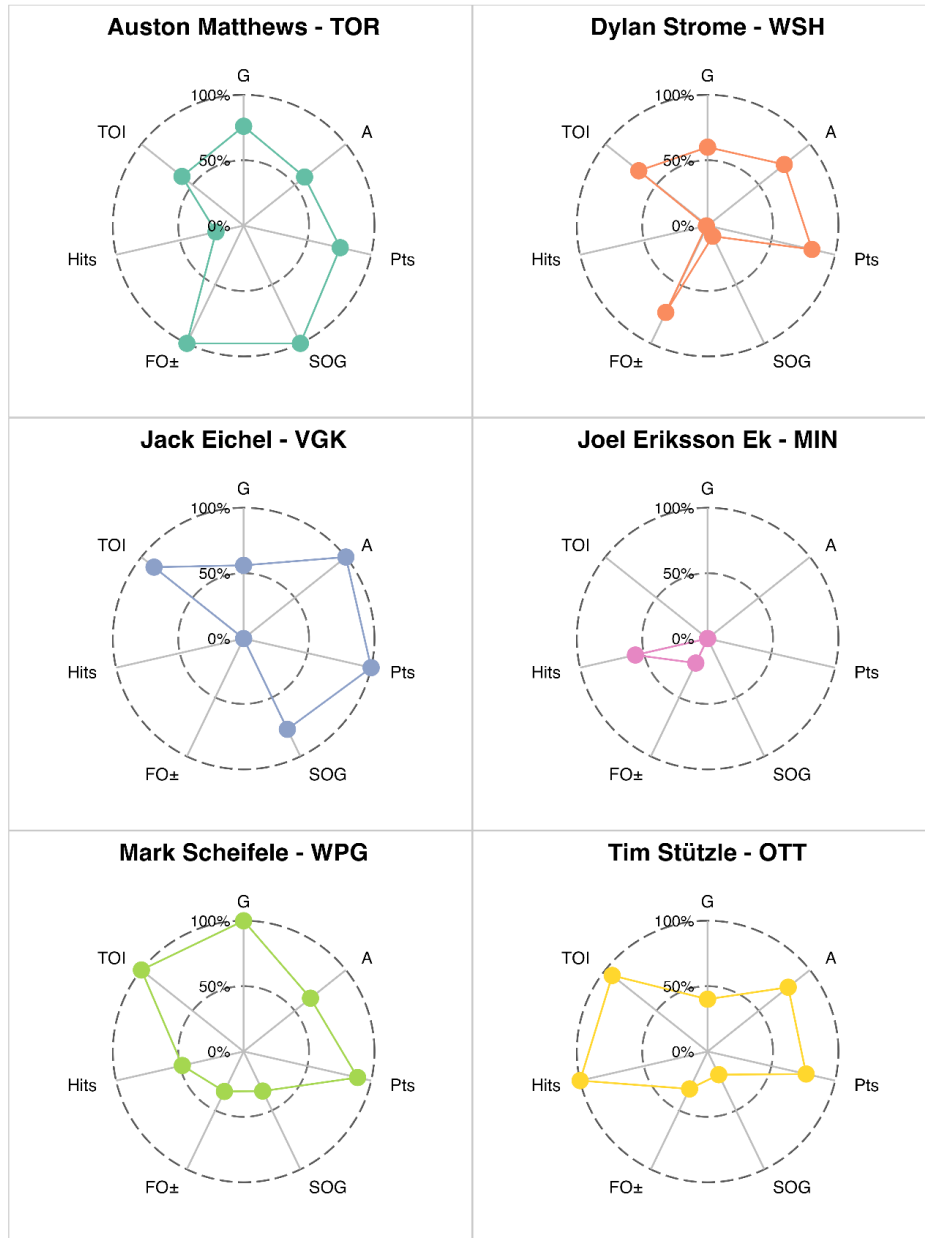 Auston Matthews - TOR
G
100%
TOI
A
50%
0%
Hits
Pts
FO±
SOG
Dylan Strome - WSH
G
100%
TOI
A
50%
0%
Hits
Pts
FO±
SOG
Jack Eichel - VGK
G
100%
TOI
A
50%
0%
Hits
Pts
FO±
SOG
Joel Eriksson Ek - MIN
G
100%
TOI
A
50%
0%
Hits
Pts
FO±
SOG
Mark Scheifele - WPG
G
100%
TOI
A
50%
0%
Hits
Pts
FO±
SOG
Tim Stützle - OTT
G
100%
TOI
A
50%
0%
Hits
Pts
FO±
SOG